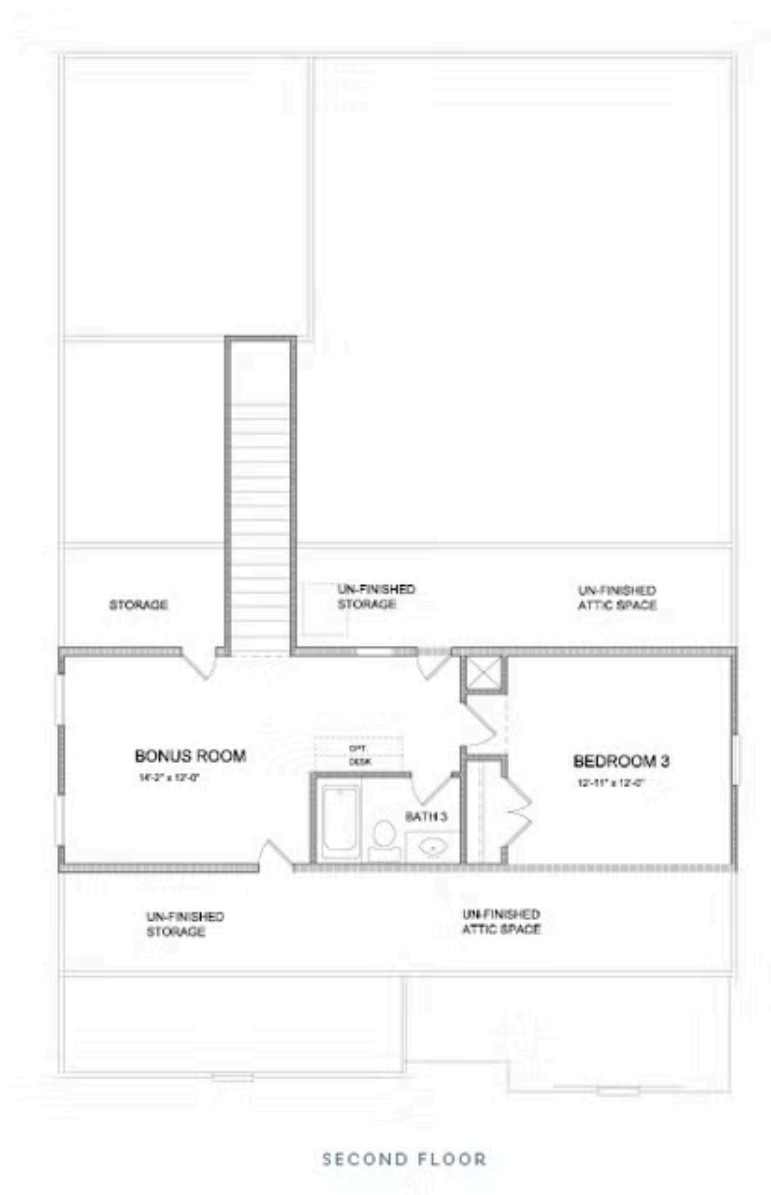 STORAGE
UN-FINISHED
STORAGE
UN-FINISHED
ATTIC SPACE
BONUS ROOM
14'-2" x 12'-0"
OPT.
DESK
BATH 3
BEDROOM 3
12'-11" x 12'-0"
UN-FINISHED
STORAGE
UN-FINISHED
ATTIC SPACE
SECOND FLOOR